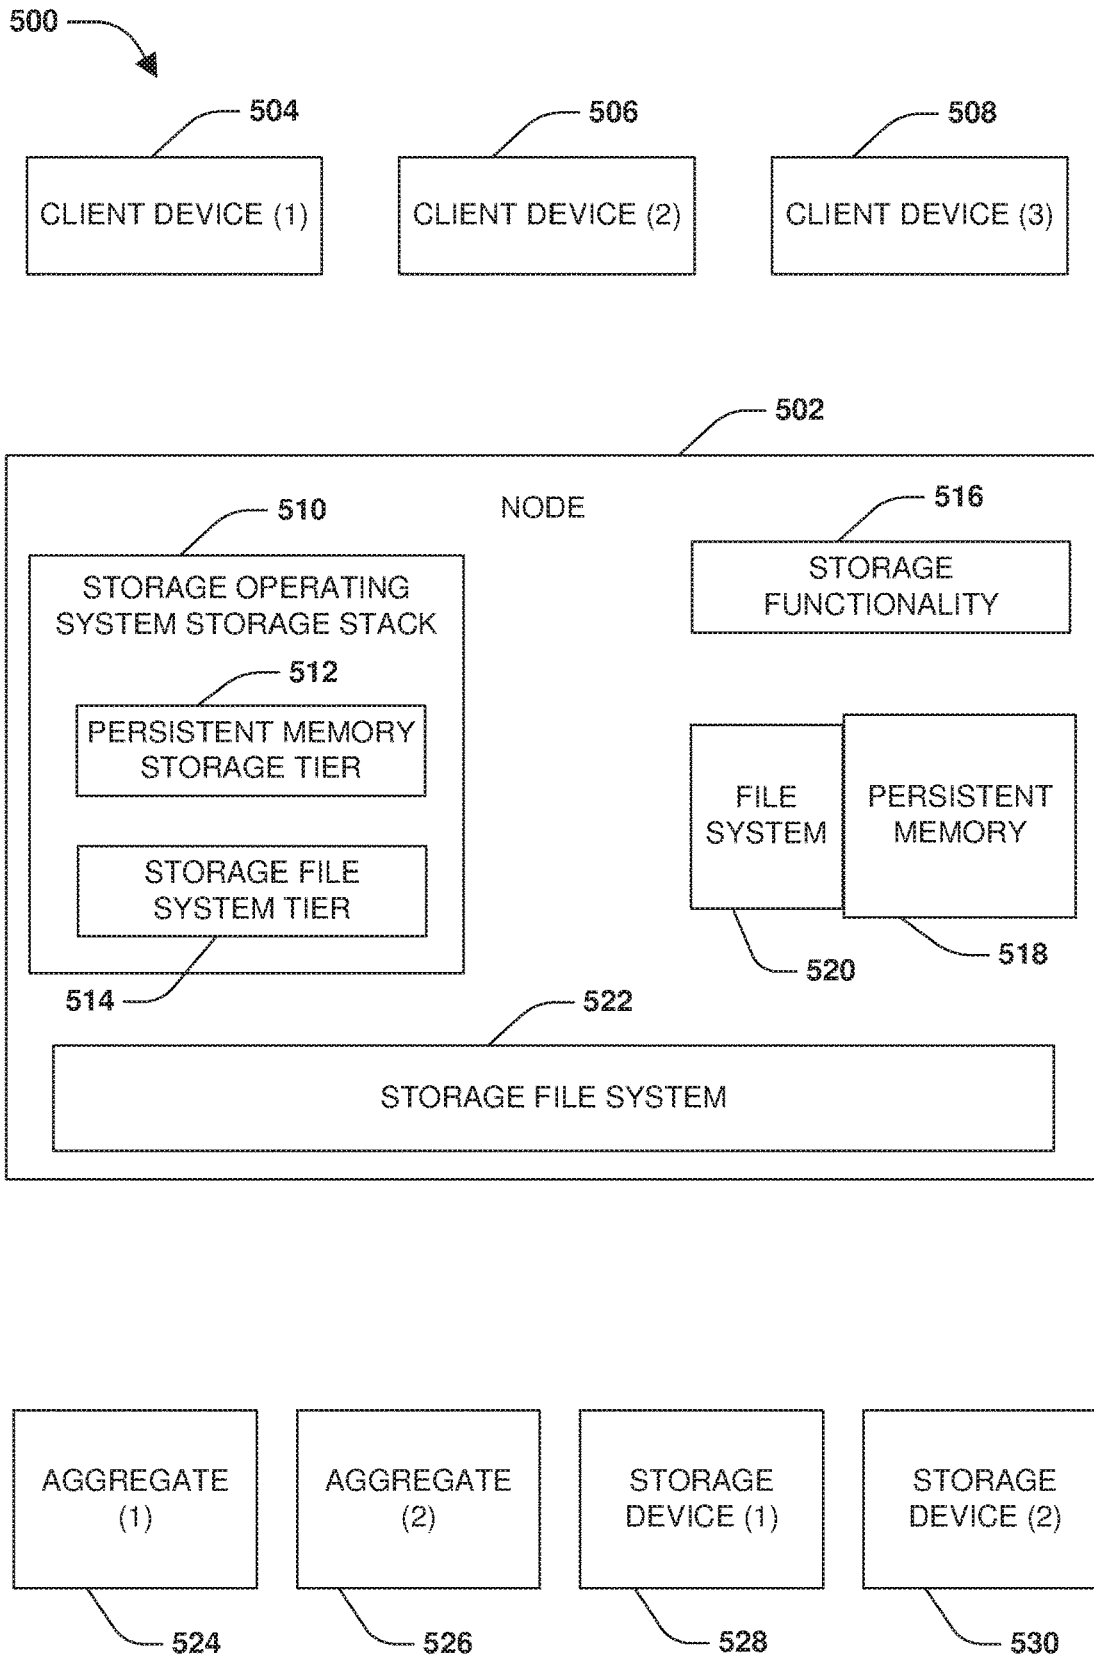 500
504
506
508
CLIENT DEVICE (1)
CLIENT DEVICE (2)
CLIENT DEVICE (3)
502
NODE
510
516
STORAGE OPERATING
SYSTEM STORAGE STACK
STORAGE
FUNCTIONALITY
512
PERSISTENT MEMORY
STORAGE TIER
FILE
SYSTEM
PERSISTENT
MEMORY
STORAGE FILE
SYSTEM TIER
520
518
514
522
STORAGE FILE SYSTEM
AGGREGATE
(1)
AGGREGATE
(2)
STORAGE
DEVICE (1)
STORAGE
DEVICE (2)
524
526
528
530